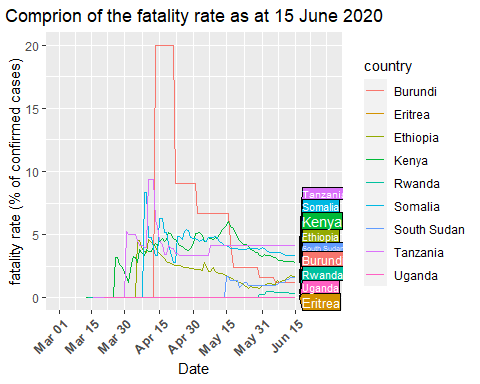 Comprion of the fatality rate as at 15 June 2020
fatality rate (% of confirmed cases)
20
15
10
5
0
Mar 01
Mar 15
Mar 30
Apr 15
Apr 30
May 15
May 31
Jun 15
Date
Tanzania
Somalia
Kenya
Ethiopia
South Sudan
Burundi
Rwanda
Uganda
Eritrea
country
Burundi
Eritrea
Ethiopia
Kenya
Rwanda
Somalia
South Sudan
Tanzania
Uganda